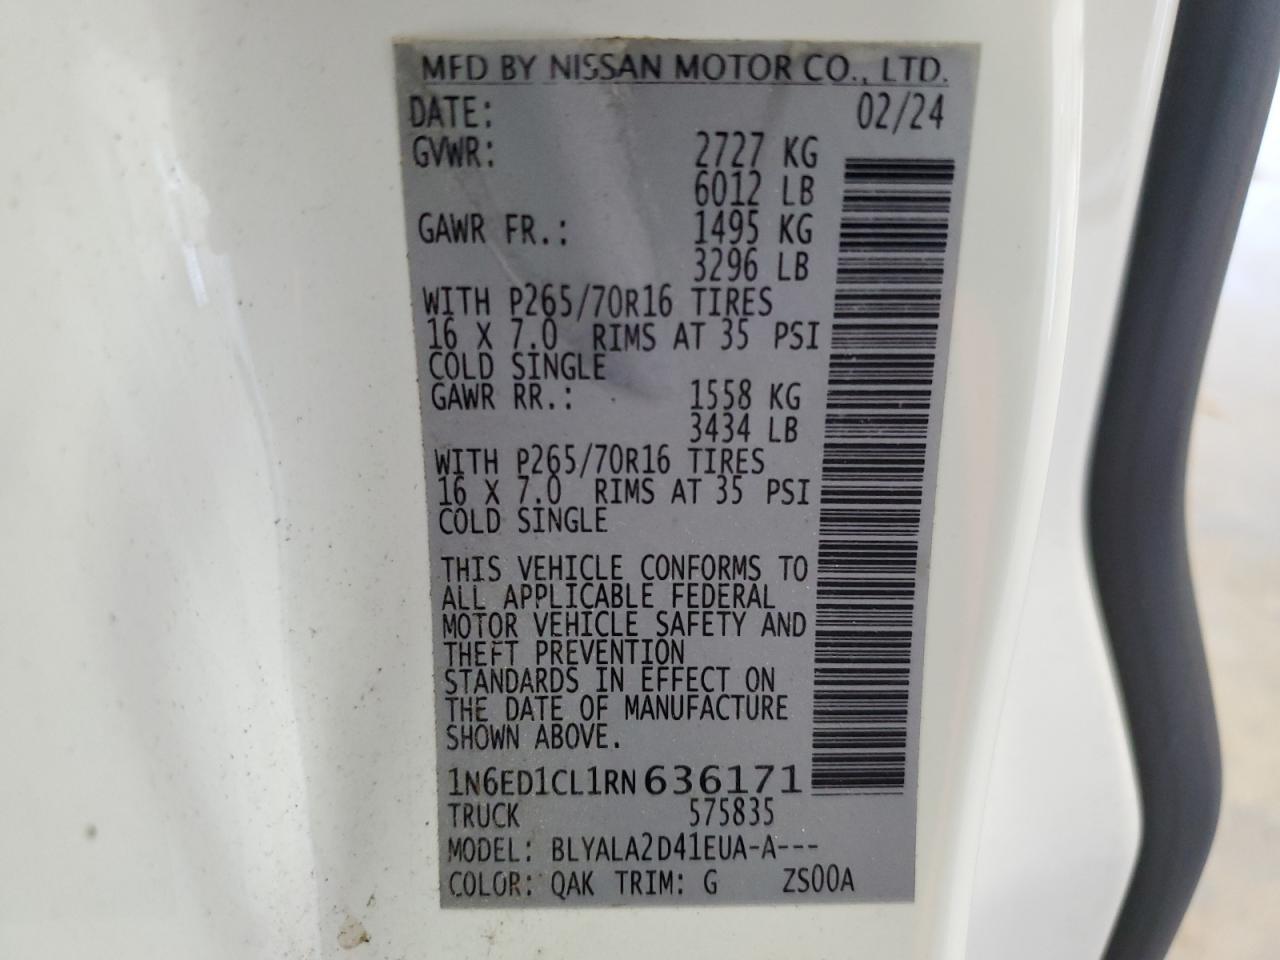 MFD BY NISSAN MOTOR CO., LTD.
DATE: 02/24
GVWR: 2727 KG
6012 LB
GAWR FR.: 1495 KG
3296 LB
WITH P265/70R16 TIRES
16 X 7.0 RIMS AT 35 PSI
COLD SINGLE
GAWR RR.: 1558 KG
3434 LB
WITH P265/70R16 TIRES
16 X 7.0 RIMS AT 35 PSI
COLD SINGLE
THIS VEHICLE CONFORMS TO
ALL APPLICABLE FEDERAL
MOTOR VEHICLE SAFETY AND
THEFT PREVENTION
STANDARDS IN EFFECT ON
THE DATE OF MANUFACTURE
SHOWN ABOVE.
1N6ED1CL1RN636171
TRUCK 575835
MODEL: BLYALA2D41EUA-A---
COLOR: QAK TRIM: G ZS00A